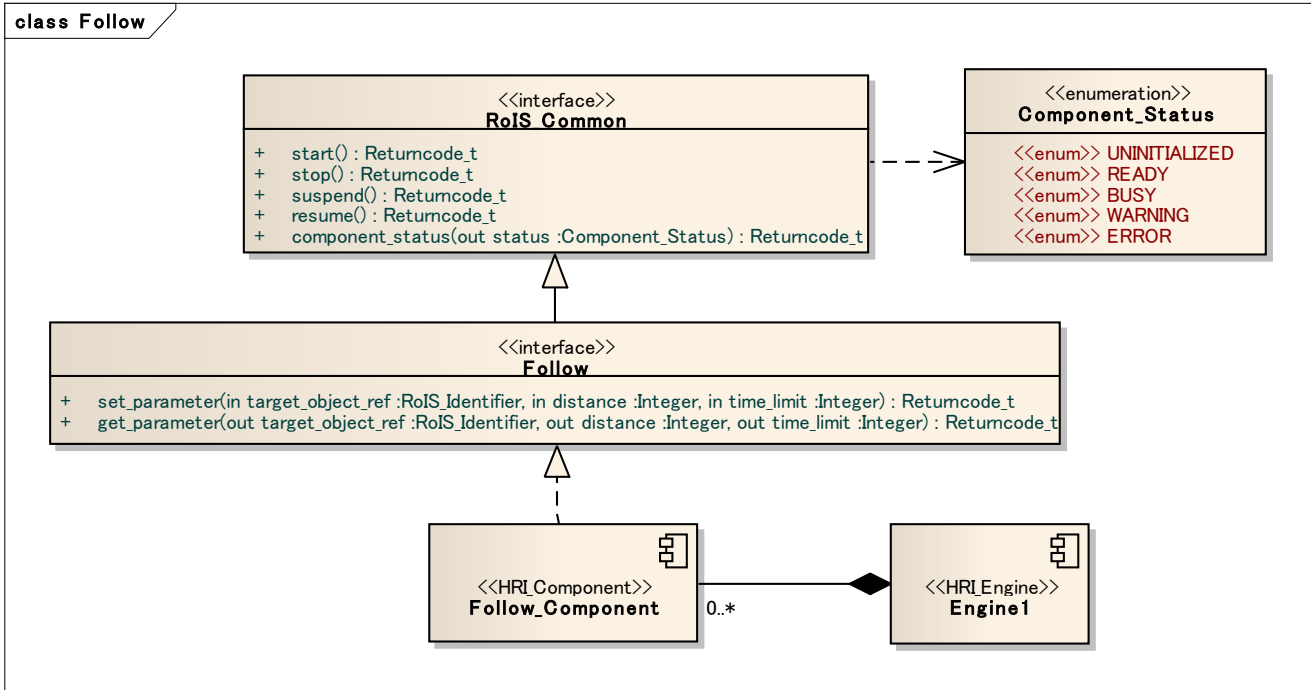 class Follow
<<interface>>
RoIS_Common
+ start() : Returncode_t
+ stop() : Returncode_t
+ suspend() : Returncode_t
+ resume() : Returncode_t
+ component_status(out status :Component_Status) : Returncode_t
<<enumeration>>
Component_Status
<<enum>> UNINITIALIZED
<<enum>> READY
<<enum>> BUSY
<<enum>> WARNING
<<enum>> ERROR
<<interface>>
Follow
+ set_parameter(in target_object_ref :RoIS_Identifier, in distance :Integer, in time_limit :Integer) : Returncode_t
+ get_parameter(out target_object_ref :RoIS_Identifier, out distance :Integer, out time_limit :Integer) : Returncode_t
<<HRI_Component>>
Follow_Component
0..*
<<HRI_Engine>>
Engine1